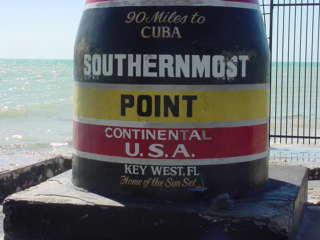 90 Miles to
CUBA
SOUTHERNMOST
POINT
CONTINENTAL
U.S.A.
KEY WEST, FL
Home of the Sun Set